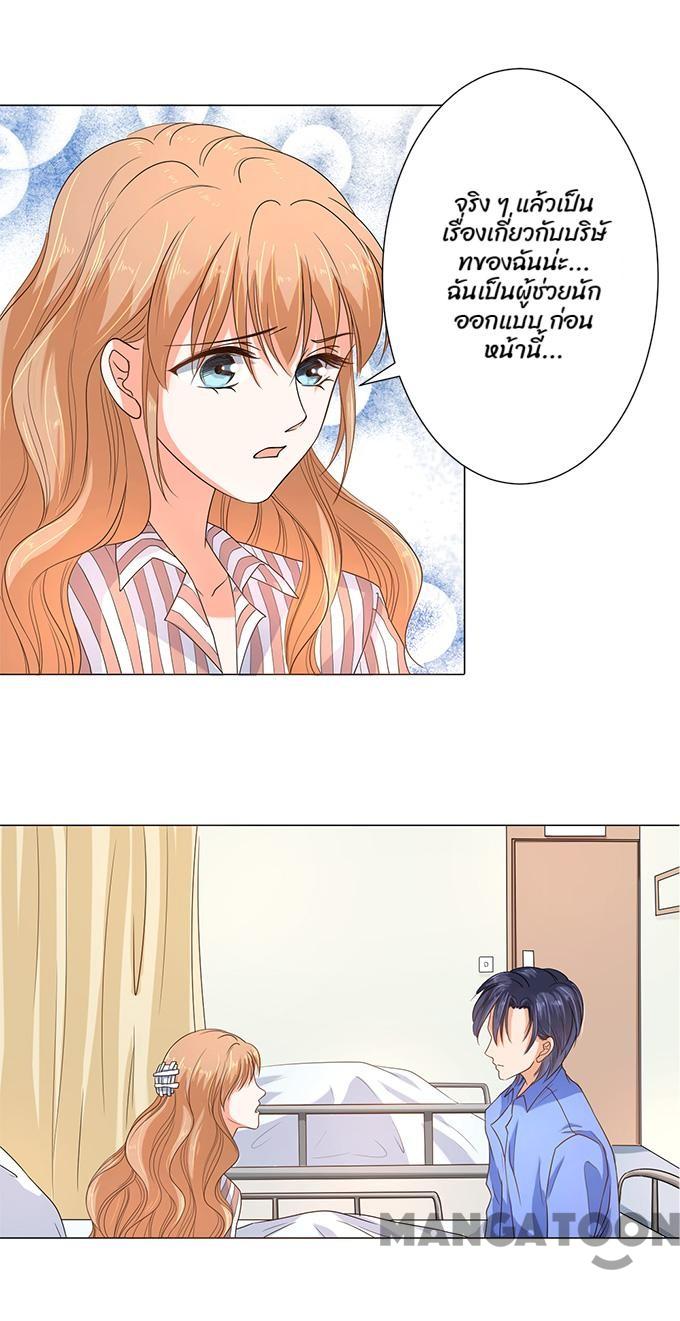 จริง ๆ แล้วเป็น
เรื่องเกี่ยวกับบริษั
ทของฉันน่ะ...
ฉันเป็นผู้ช่วยนัก
ออกแบบ ก่อน
หน้านี้...
MANGATOON